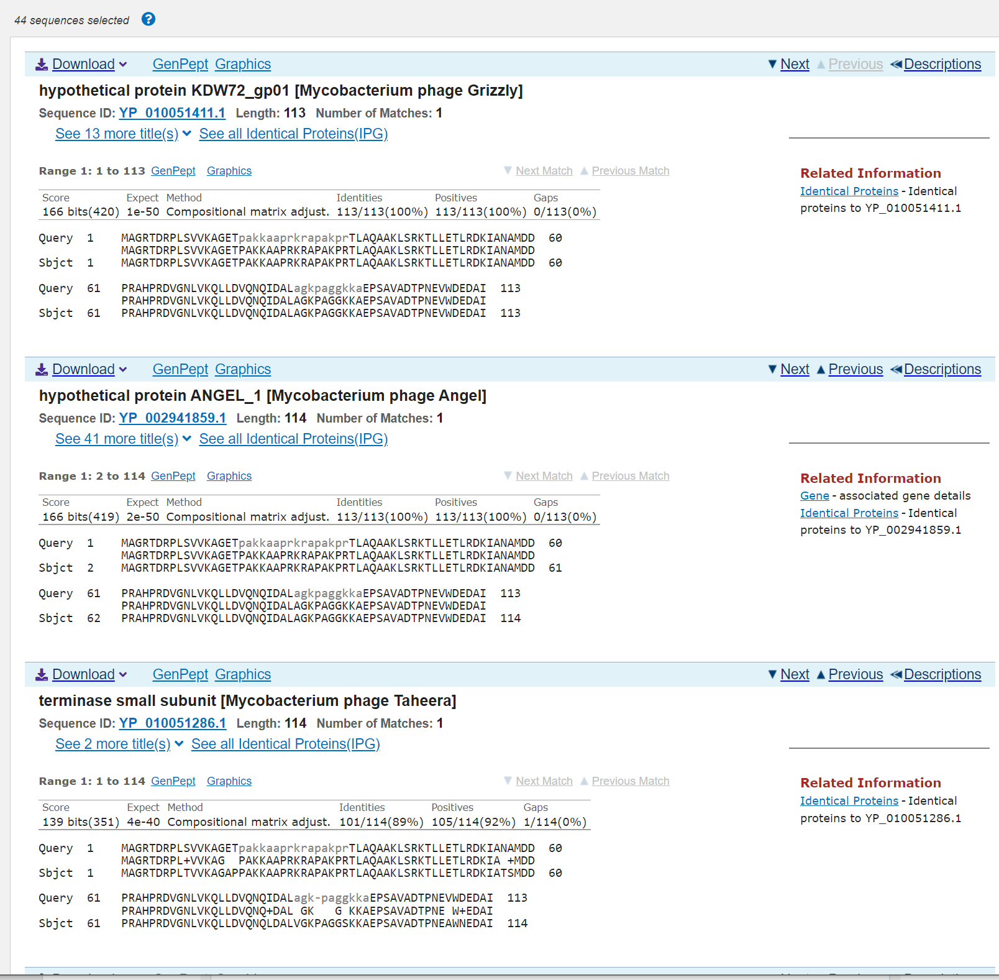 44 sequences selected ?
Download GenPept Graphics Next Previous Descriptions
hypothetical protein KDW72_gp01 [Mycobacterium phage Grizzly]
Sequence ID: YP_010051411.1 Length: 113 Number of Matches: 1
See 13 more title(s) See all Identical Proteins(IPG)
Range 1: 1 to 113 GenPept Graphics Next Match Previous Match
Related Information
Identical Proteins - Identical
proteins to YP_010051411.1
Score Expect Method Identities Positives Gaps
166 bits(420) 1e-50 Compositional matrix adjust. 113/113(100%) 113/113(100%) 0/113(0%)
Query 1 MAGRTDRPLSVVKAGETpakkaaprkrapakprTLAQAAKLSRKTLLETLRDKIANAMDD 60
MAGRTDRPLSVVKAGETPAKKAAPRKRAPAKPRTLAQAAKLSRKTLLETLRDKIANAMDD
Sbjct 1 MAGRTDRPLSVVKAGETPAKKAAPRKRAPAKPRTLAQAAKLSRKTLLETLRDKIANAMDD 60
Query 61 PRAHPRDVGNLVKQLLDVQNQIDALagkpaggkkaEPSAVADTPNEVWDEDAI 113
PRAHPRDVGNLVKQLLDVQNQIDALAGKPAGGKKAEPSAVADTPNEVWDEDAI
Sbjct 61 PRAHPRDVGNLVKQLLDVQNQIDALAGKPAGGKKAEPSAVADTPNEVWDEDAI 113
Download GenPept Graphics Next Previous Descriptions
hypothetical protein ANGEL_1 [Mycobacterium phage Angel]
Sequence ID: YP_002941859.1 Length: 114 Number of Matches: 1
See 41 more title(s) See all Identical Proteins(IPG)
Range 1: 2 to 114 GenPept Graphics Next Match Previous Match
Related Information
Gene - associated gene details
Identical Proteins - Identical
proteins to YP_002941859.1
Score Expect Method Identities Positives Gaps
166 bits(419) 2e-50 Compositional matrix adjust. 113/113(100%) 113/113(100%) 0/113(0%)
Query 1 MAGRTDRPLSVVKAGETpakkaaprkrapakprTLAQAAKLSRKTLLETLRDKIANAMDD 60
MAGRTDRPLSVVKAGETPAKKAAPRKRAPAKPRTLAQAAKLSRKTLLETLRDKIANAMDD
Sbjct 2 MAGRTDRPLSVVKAGETPAKKAAPRKRAPAKPRTLAQAAKLSRKTLLETLRDKIANAMDD 61
Query 61 PRAHPRDVGNLVKQLLDVQNQIDALagkpaggkkaEPSAVADTPNEVWDEDAI 113
PRAHPRDVGNLVKQLLDVQNQIDALAGKPAGGKKAEPSAVADTPNEVWDEDAI
Sbjct 62 PRAHPRDVGNLVKQLLDVQNQIDALAGKPAGGKKAEPSAVADTPNEVWDEDAI 114
Download GenPept Graphics Next Previous Descriptions
terminase small subunit [Mycobacterium phage Taheera]
Sequence ID: YP_010051286.1 Length: 114 Number of Matches: 1
See 2 more title(s) See all Identical Proteins(IPG)
Range 1: 1 to 114 GenPept Graphics Next Match Previous Match
Related Information
Identical Proteins - Identical
proteins to YP_010051286.1
Score Expect Method Identities Positives Gaps
139 bits(351) 4e-40 Compositional matrix adjust. 101/114(89%) 105/114(92%) 1/114(0%)
Query 1 MAGRTDRPLSVVKAGETpakkaaprkrapakprTLAQAAKLSRKTLLETLRDKIANAMDD 60
MAGRTDRPL+VVKAG  PAKKAAPRKRAPAKPRTLAQAAKLSRKTLLETLRDKIA +MDD
Sbjct 1 MAGRTDRPLTVVKAGAPPAKKAAPRKRAPAKPRTLAQAAKLSRKTLLETLRDKIATSMDD 60
Query 61 PRAHPRDVGNLVKQLLDVQNQIDALagk-paggkkaEPSAVADTPNEVWDEDAI 113
PRAHPRDVGNLVKQLLDVQNQ+DAL GK   G KKAEPSAVADTPNE W+EDAI
Sbjct 61 PRAHPRDVGNLVKQLLDVQNQLDALVGKPAGGSKKAEPSAVADTPNEAWNEDAI 114